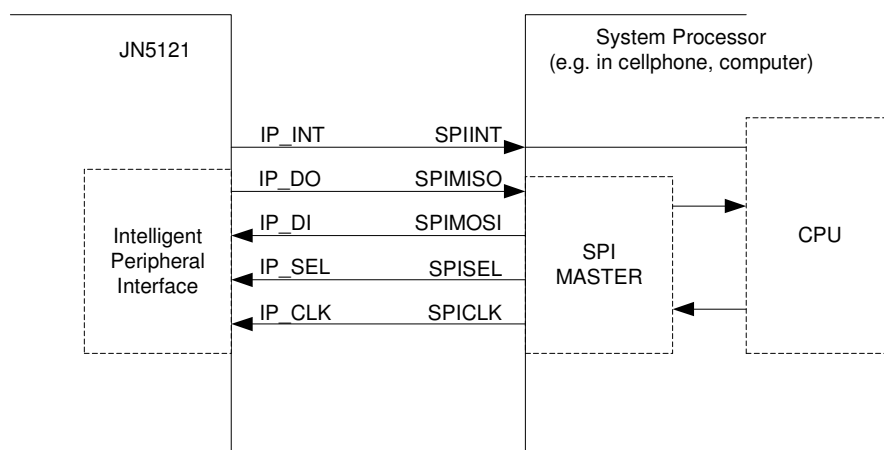 JN5121
System Processor
(e.g. in cellphone, computer)
IP_INT SPIINT
IP_DO SPIMISO
IP_DI SPIMOSI
IP_SEL SPISEL
IP_CLK SPICLK
Intelligent
Peripheral
Interface
SPI
MASTER
CPU